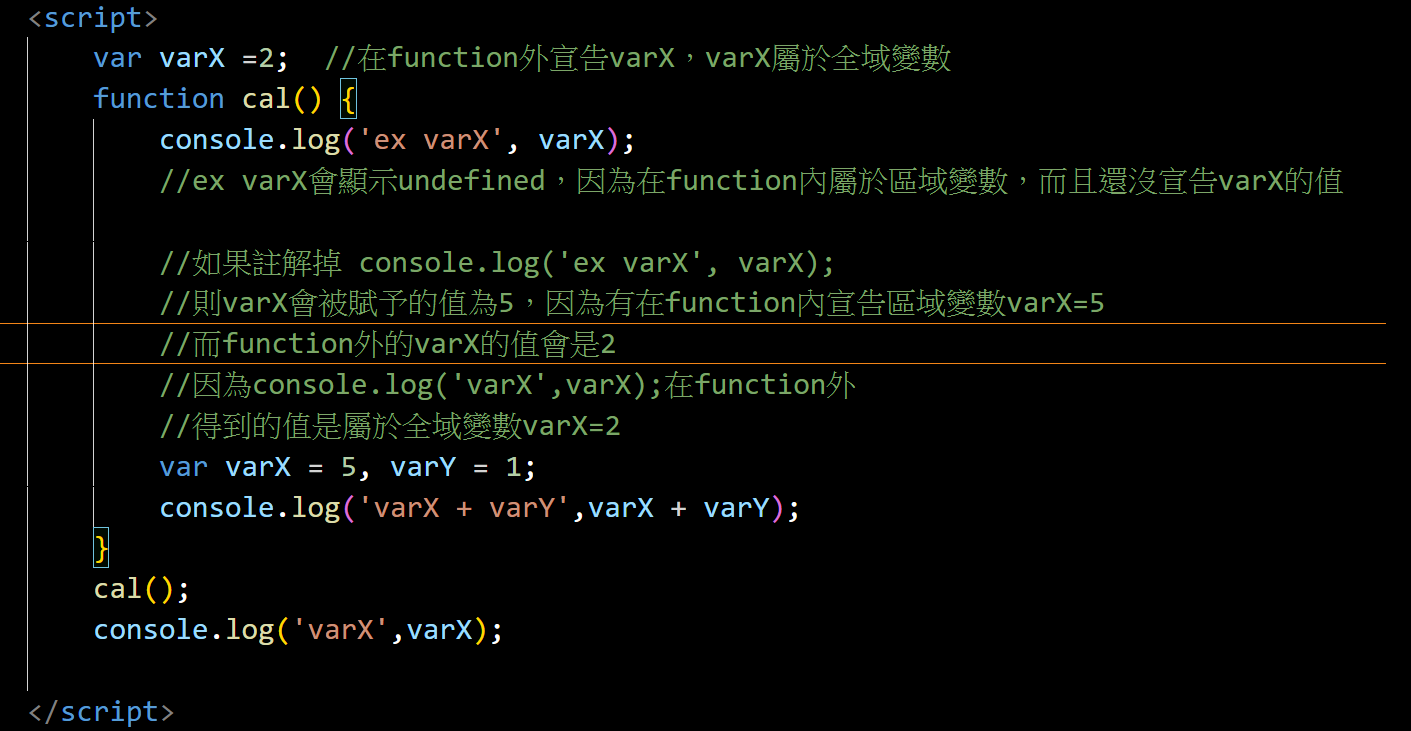 <script>
var varX =2;  //在function外宣告varX，varX屬於全域變數
function cal() {
console.log('ex varX', varX);
//ex varX會顯示undefined，因為在function內屬於區域變數，而且還沒宣告varX的值
//如果註解掉 console.log('ex varX', varX);
//則varX會被賦予的值為5，因為有在function內宣告區域變數varX=5
//而function外的varX的值會是2
//因為console.log('varX',varX);在function外
//得到的值是屬於全域變數varX=2
var varX = 5, varY = 1;
console.log('varX + varY',varX + varY);
}
cal();
console.log('varX',varX);
</script>